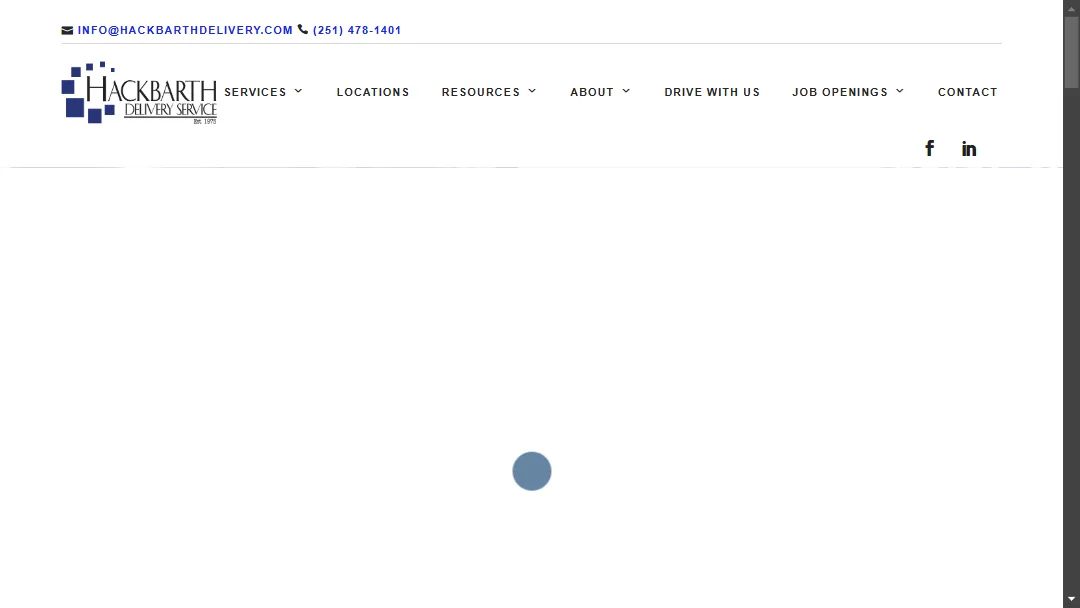 INFO@HACKBARTHDELIVERY.COM (251) 478-1401
HACKBARTH
DELIVERY SERVICE
Est. 1975
SERVICES LOCATIONS RESOURCES ABOUT DRIVE WITH US JOB OPENINGS CONTACT
f in